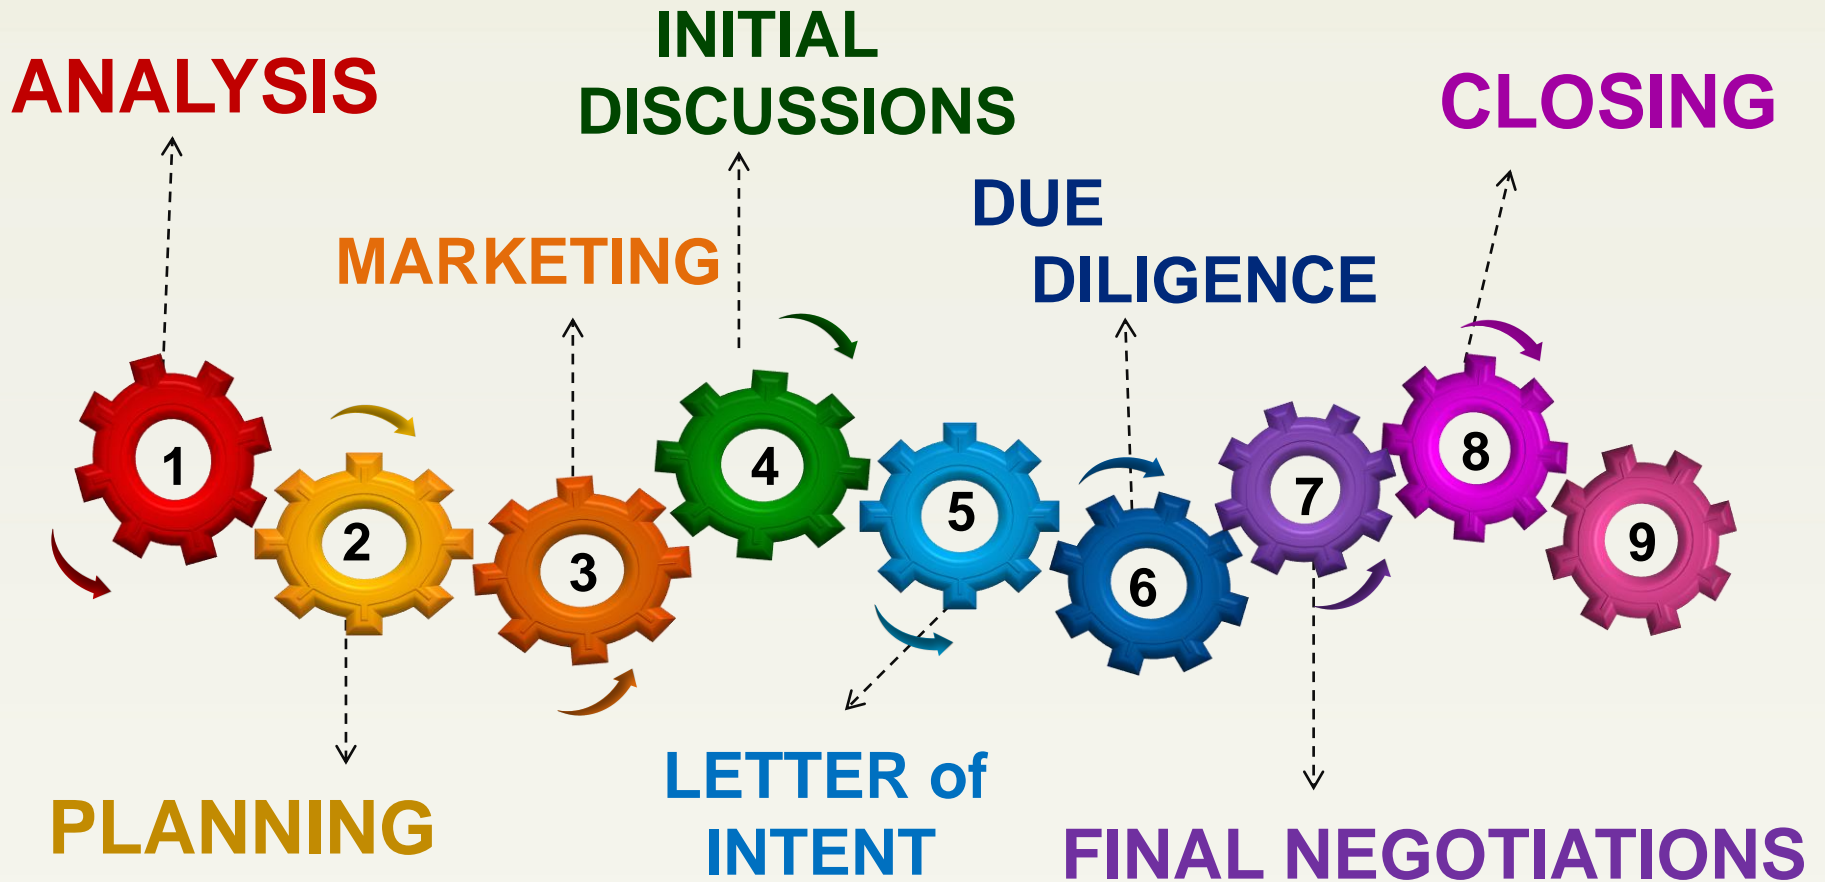 INITIAL
DISCUSSIONS
ANALYSIS
CLOSING
DUE
DILIGENCE
MARKETING
1
2
3
4
5
6
7
8
9
PLANNING
LETTER of
INTENT
FINAL NEGOTIATIONS